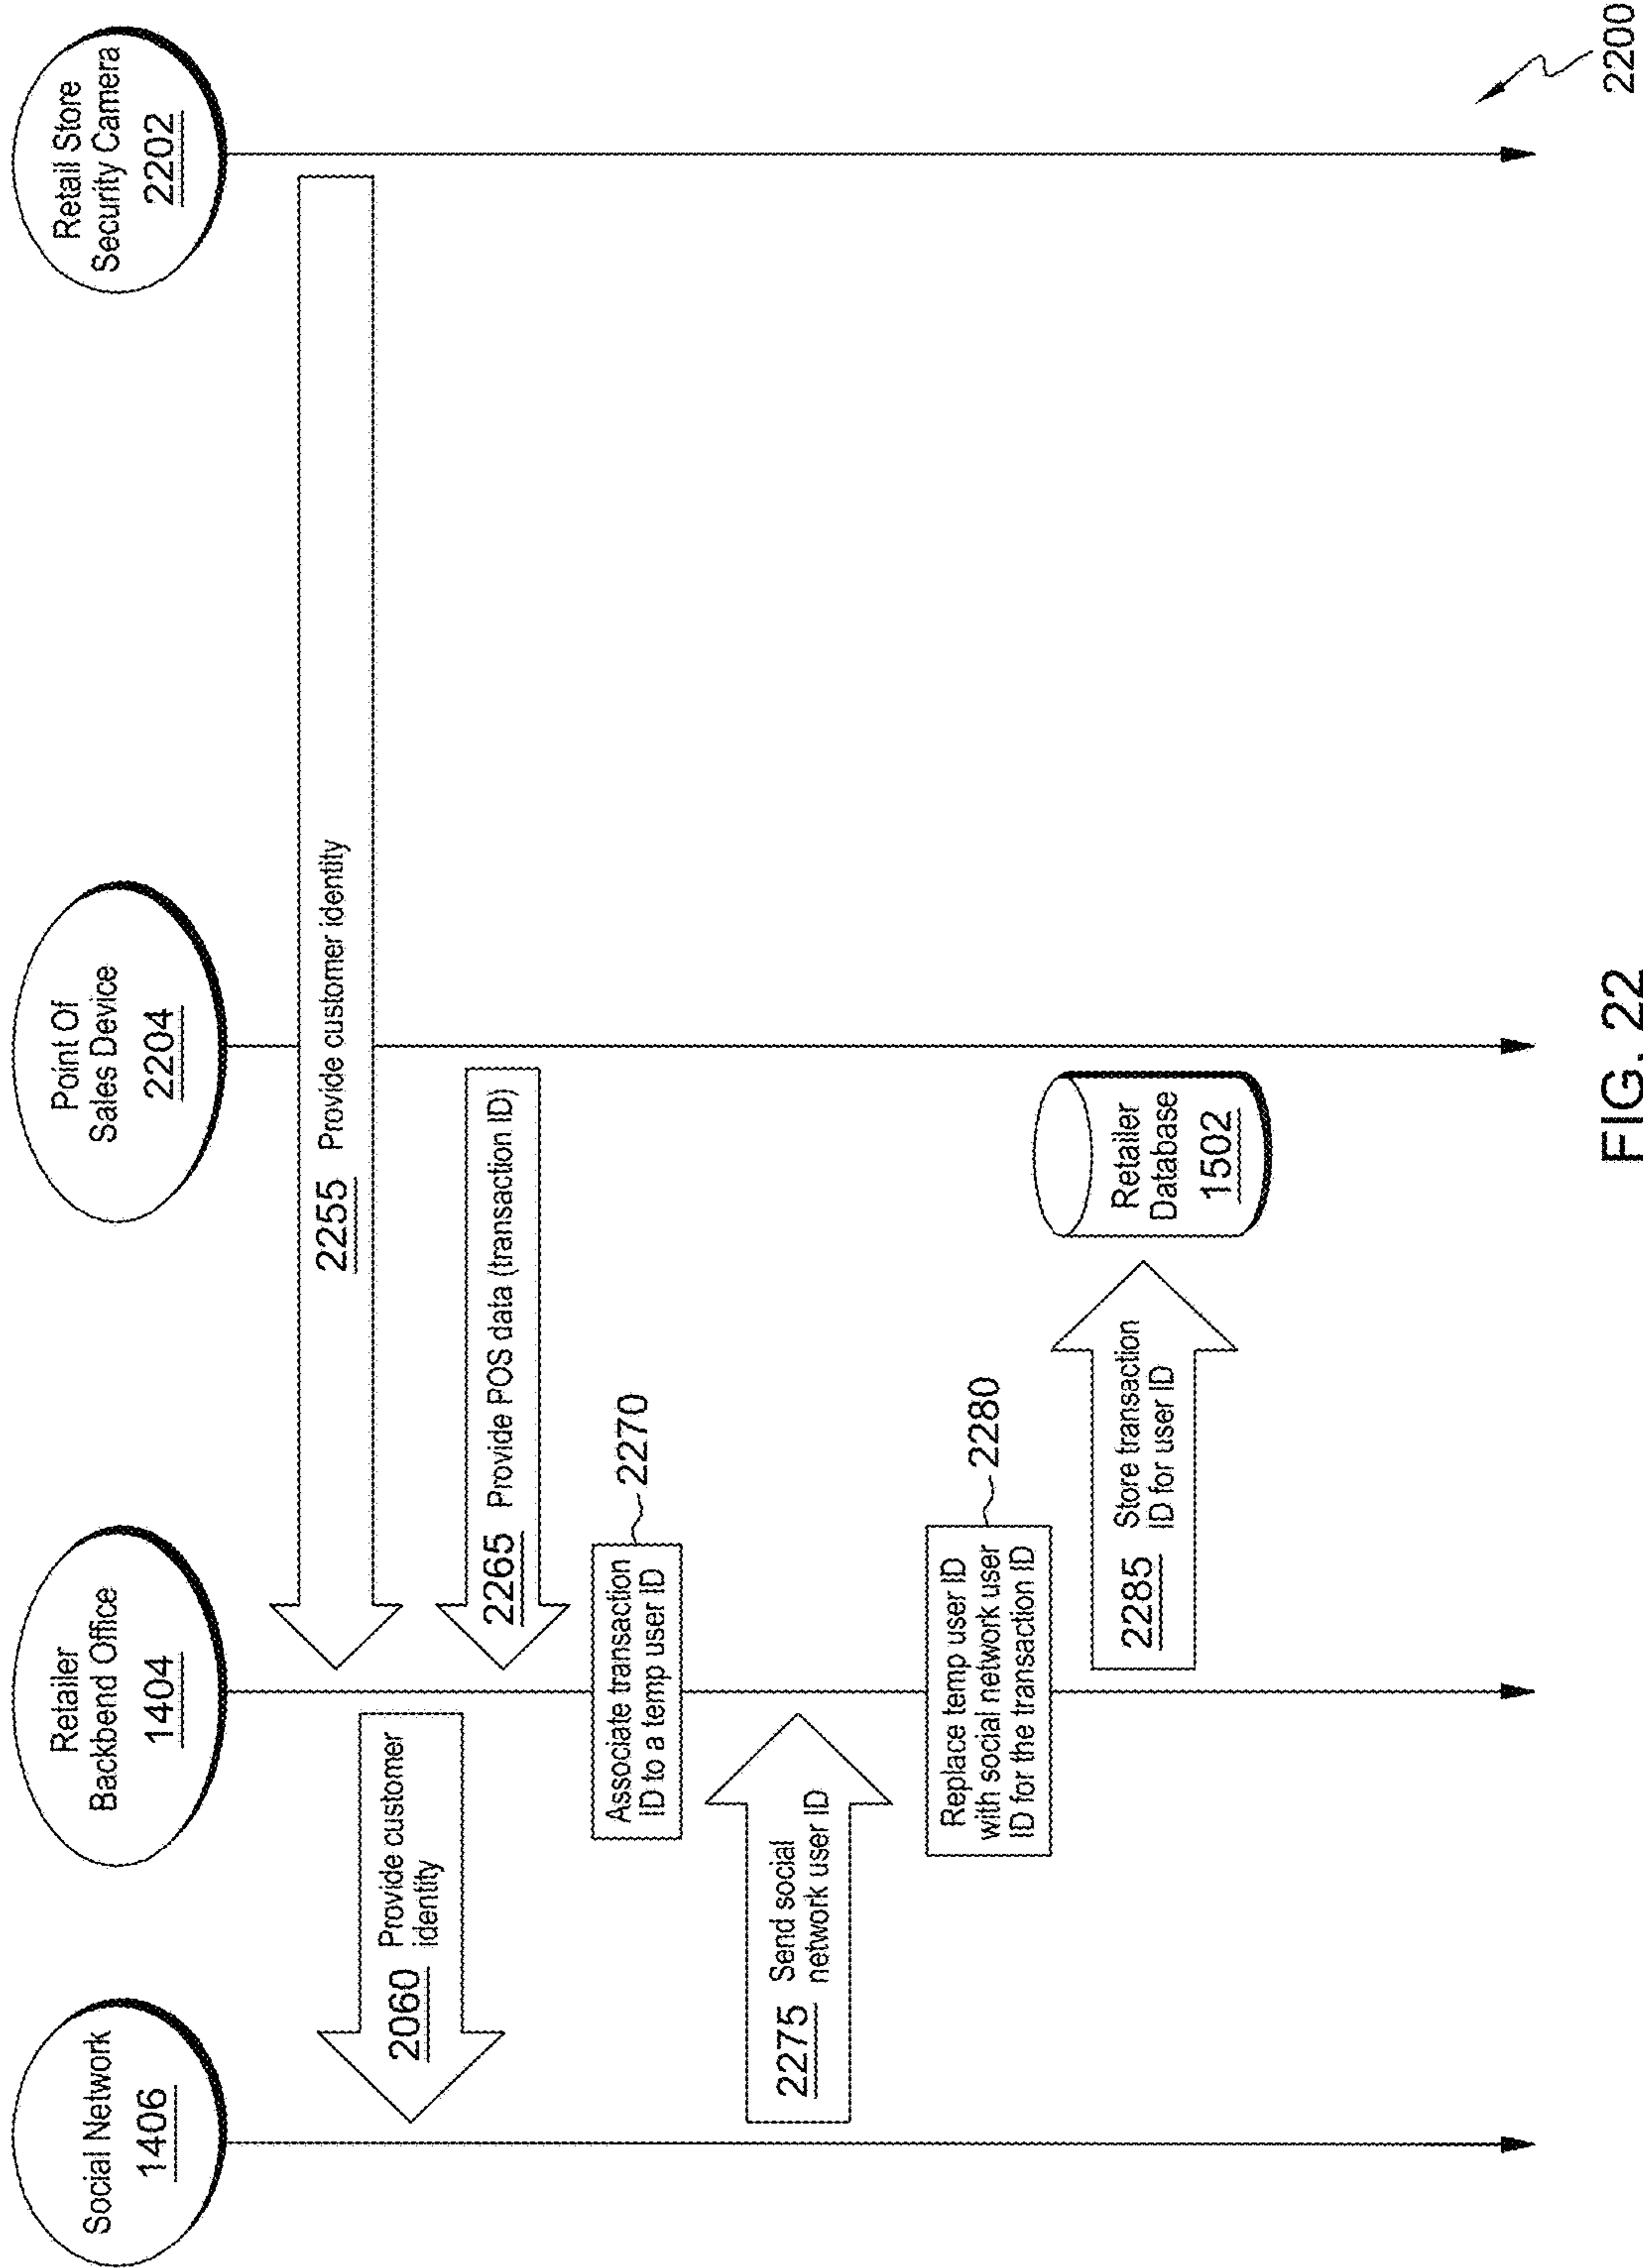 Social Network
1406
Retailer
Backbend Office
1404
Point Of
Sales Device
2204
Retail Store
Security Camera
2202
2255 Provide customer identity
2060 Provide customer
identity
2265 Provide POS data (transaction ID)
Associate transaction
ID to a temp user ID
2270
2275 Send social
network user ID
Replace temp user ID
with social network user
ID for the transaction ID
2280
2285 Store transaction
ID for user ID
Retailer
Database
1502
2200
FIG. 22